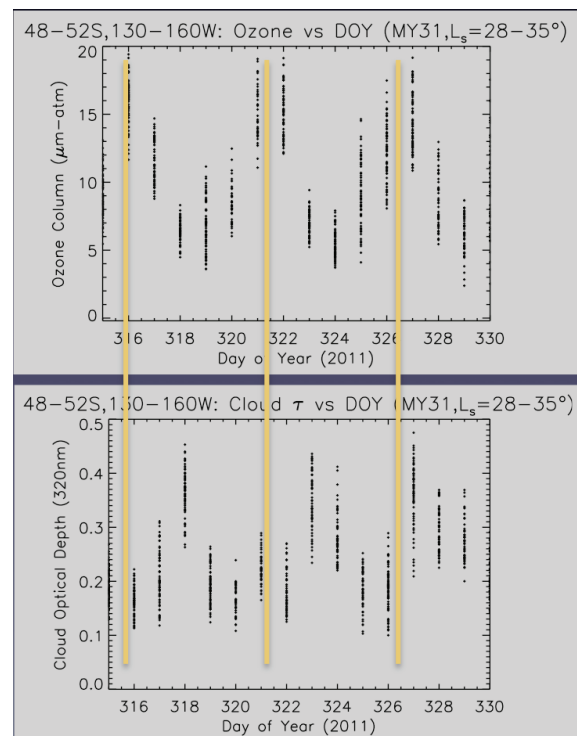 48-52S,130-160W: Ozone vs DOY (MY31,Ls=28-35°)
20
15
10
5
0
Ozone Column (μm-atm)
316 318 320 322 324 326 328 330
Day of Year (2011)
48-52S,130-160W: Cloud τ vs DOY (MY31,Ls=28-35°)
0.5
0.4
0.3
0.2
0.1
0.0
Cloud Optical Depth (320nm)
316 318 320 322 324 326 328 330
Day of Year (2011)